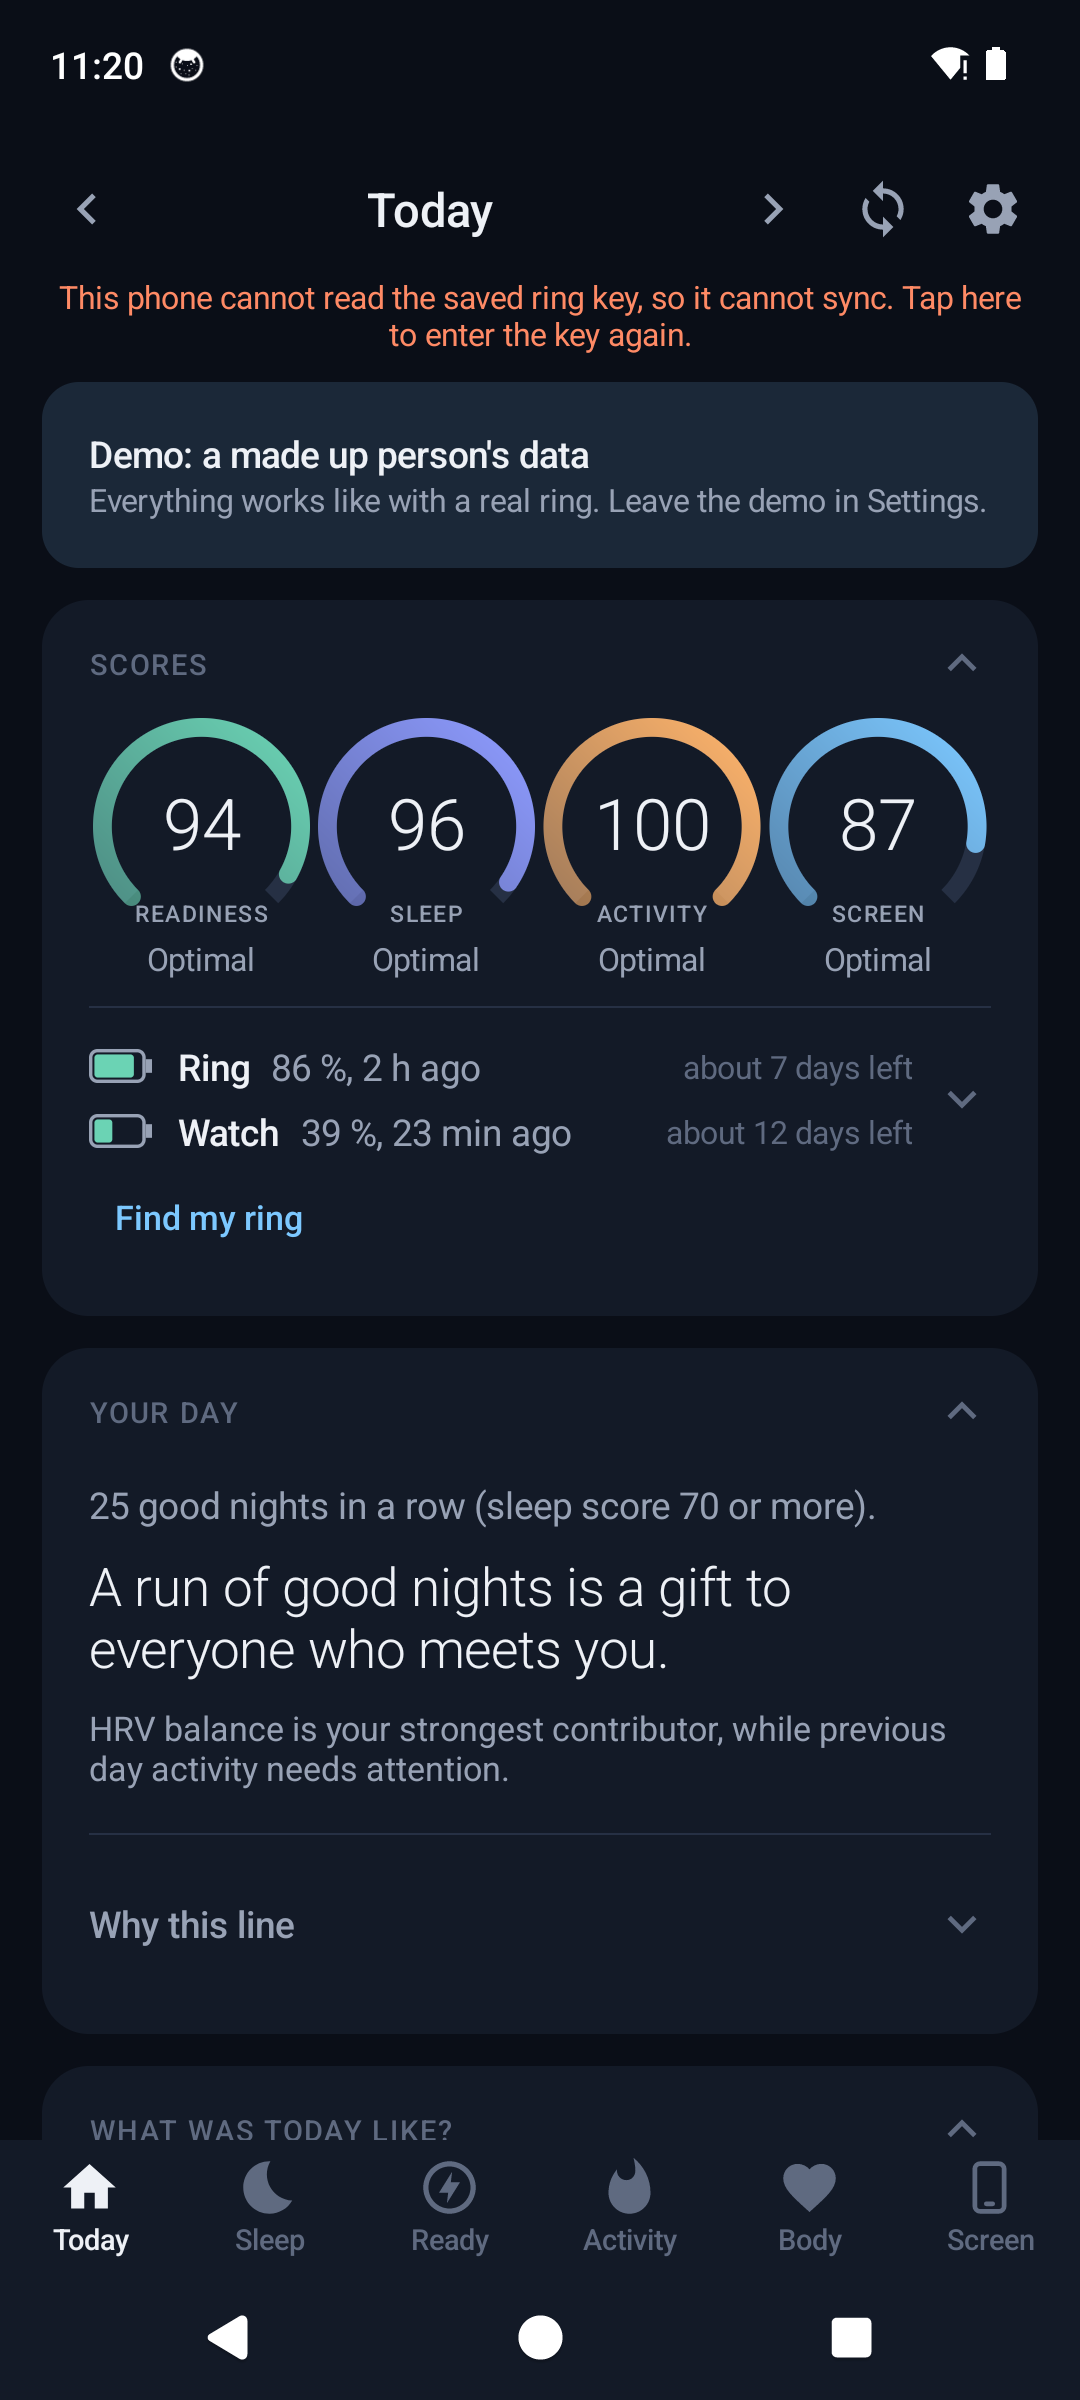 11:20
Today
This phone cannot read the saved ring key, so it cannot sync. Tap here
to enter the key again.
Demo: a made up person's data
Everything works like with a real ring. Leave the demo in Settings.
SCORES
94 96 100 87
READINESS SLEEP ACTIVITY SCREEN
Optimal Optimal Optimal Optimal
Ring 86 %, 2 h ago about 7 days left
Watch 39 %, 23 min ago about 12 days left
Find my ring
YOUR DAY
25 good nights in a row (sleep score 70 or more).
A run of good nights is a gift to
everyone who meets you.
HRV balance is your strongest contributor, while previous
day activity needs attention.
Why this line
WHAT WAS TODAY LIKE?
Today Sleep Ready Activity Body Screen